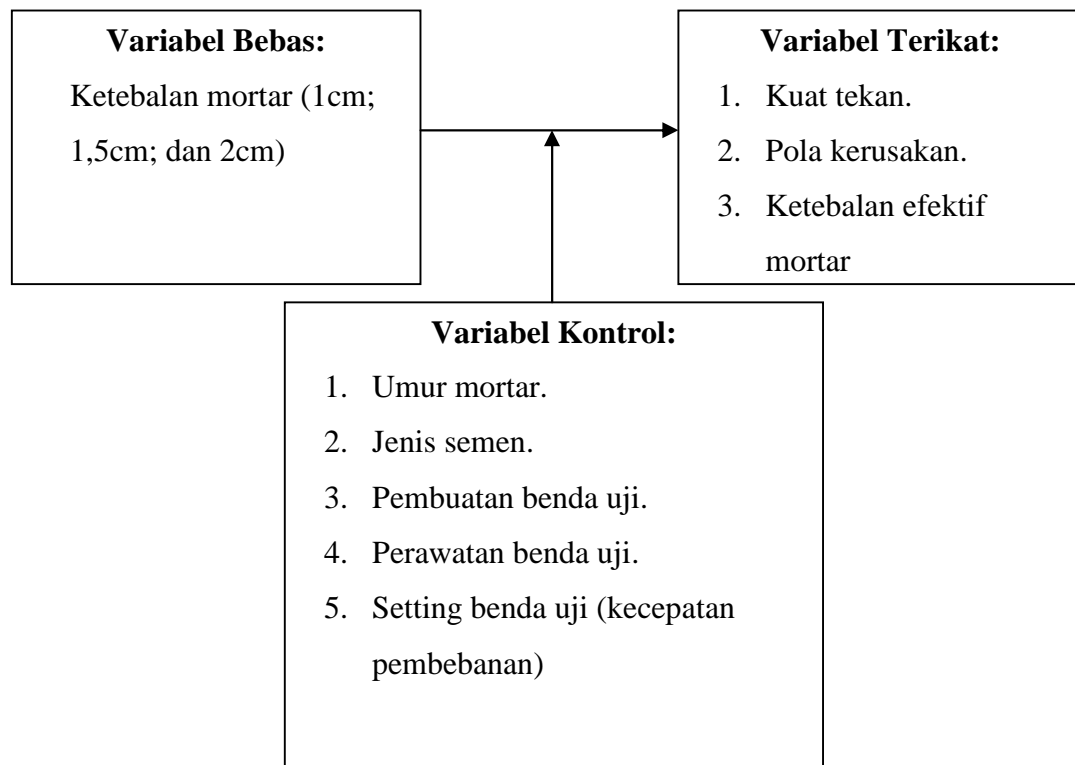 Variabel Bebas:
Ketebalan mortar (1cm;
1,5cm; dan 2cm)
Variabel Terikat:
1. Kuat tekan.
2. Pola kerusakan.
3. Ketebalan efektif
mortar
Variabel Kontrol:
1. Umur mortar.
2. Jenis semen.
3. Pembuatan benda uji.
4. Perawatan benda uji.
5. Setting benda uji (kecepatan
pembebanan)